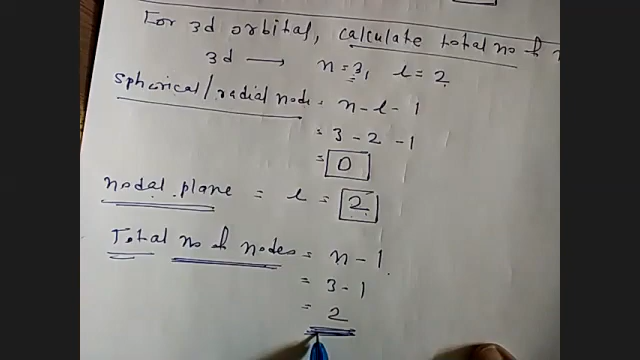 For 3d orbital, calculate total no of
3d → n = 3, l = 2
Spherical/radial node = n - l - 1
= 3 - 2 - 1
= 0
nodal plane = l = 2
Total no of nodes = n - 1
= 3 - 1
= 2